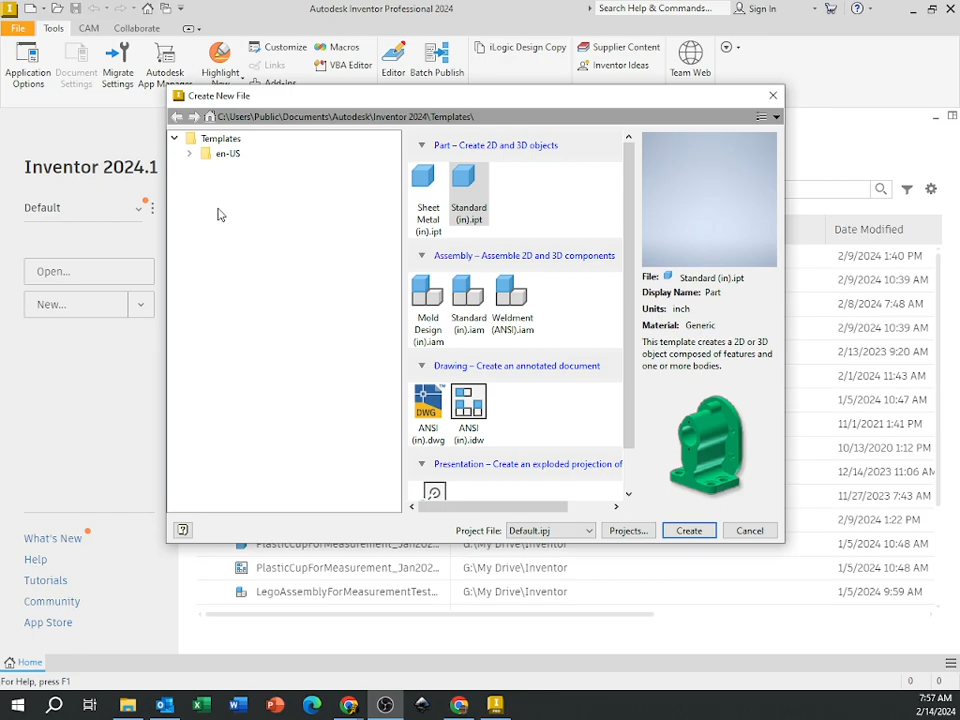 Autodesk Inventor Professional 2024
Search Help & Commands...
Sign In
File
Tools
CAM
Collaborate
Application
Options
Document
Settings
Migrate
Settings
Autodesk
App Manager
Highlight
New
Customize
Links
Add-Ins
Macros
VBA Editor
Editor
Batch Publish
iLogic Design Copy
Supplier Content
Inventor Ideas
Team Web
Create New File
C:\Users\Public\Documents\Autodesk\Inventor 2024\Templates\
Templates
en-US
Part – Create 2D and 3D objects
Sheet
Metal
(in).ipt
Standard
(in).ipt
Assembly – Assemble 2D and 3D components
Mold
Design
(in).iam
Standard
(in).iam
Weldment
(ANSI).iam
Drawing – Create an annotated document
DWG
ANSI
(in).dwg
ANSI
(in).idw
Presentation – Create an exploded projection of
File: Standard (in).ipt
Display Name: Part
Units: inch
Material: Generic
This template creates a 2D or 3D
object composed of features and
one or more bodies.
Project File: Default.ipj
Projects...
Create
Cancel
Inventor 2024.1
Default
Open...
New...
What's New
Help
Tutorials
Community
App Store
Date Modified
2/9/2024 1:40 PM
2/9/2024 10:39 AM
2/8/2024 7:48 AM
2/9/2024 10:39 AM
2/13/2023 9:20 AM
2/1/2024 11:43 AM
1/5/2024 10:47 AM
11/1/2021 1:41 PM
10/13/2020 1:12 PM
12/14/2023 11:06 AM
11/27/2023 7:43 AM
2/9/2024 1:22 PM
PlasticCupForMeasurement_Jan202... G:\My Drive\Inventor 1/5/2024 10:48 AM
PlasticCupForMeasurement_Jan202... G:\My Drive\Inventor 1/5/2024 10:48 AM
LegoAssemblyForMeasurementTest... G:\My Drive\Inventor 1/5/2024 9:59 AM
Home
For Help, press F1
0 0
7:57 AM
2/14/2024